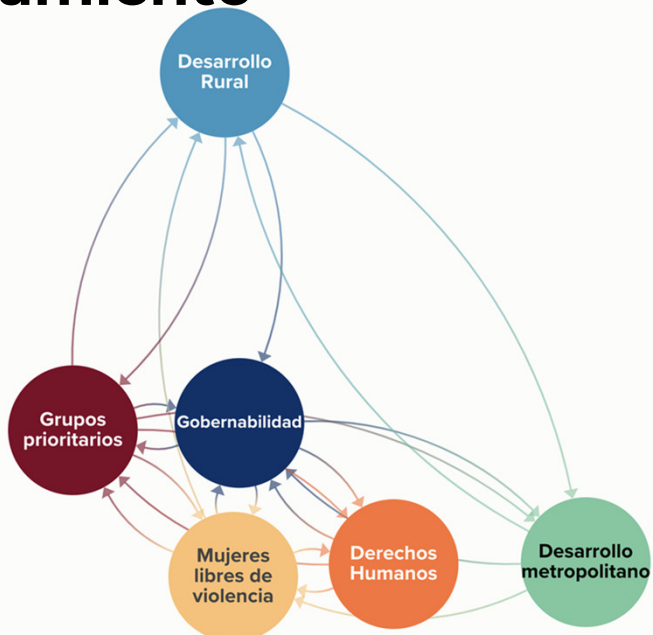 Desarrollo
Rural
Grupos
prioritarios
Gobernabilidad
Mujeres
libres de
violencia
Derechos
Humanos
Desarrollo
metropolitano